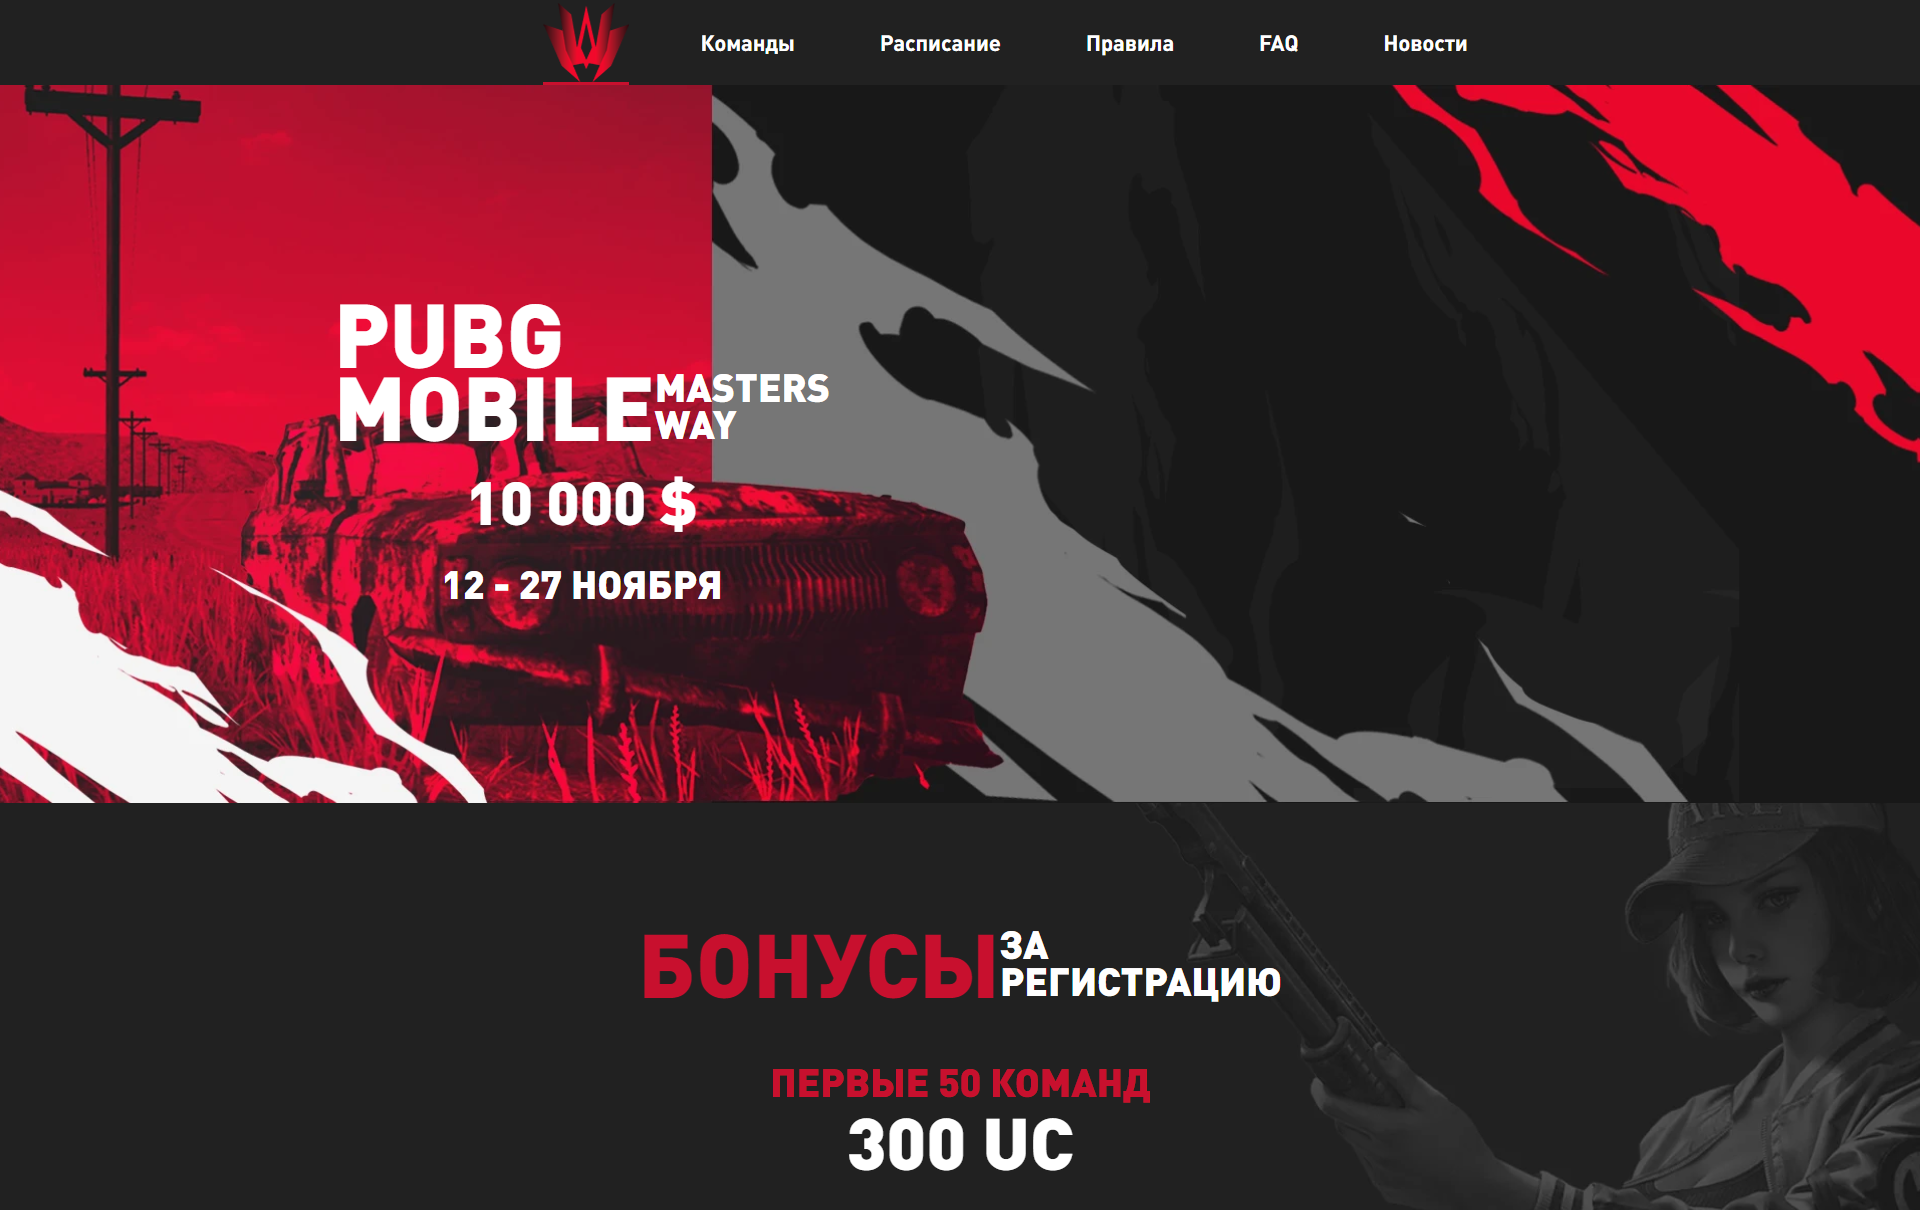 Команды
Расписание
Правила
FAQ
Новости
PUBG
MOBILE
MASTERS
WAY
10 000 $
12 - 27 НОЯБРЯ
БОНУСЫ
ЗА
РЕГИСТРАЦИЮ
ПЕРВЫЕ 50 КОМАНД
300 UC